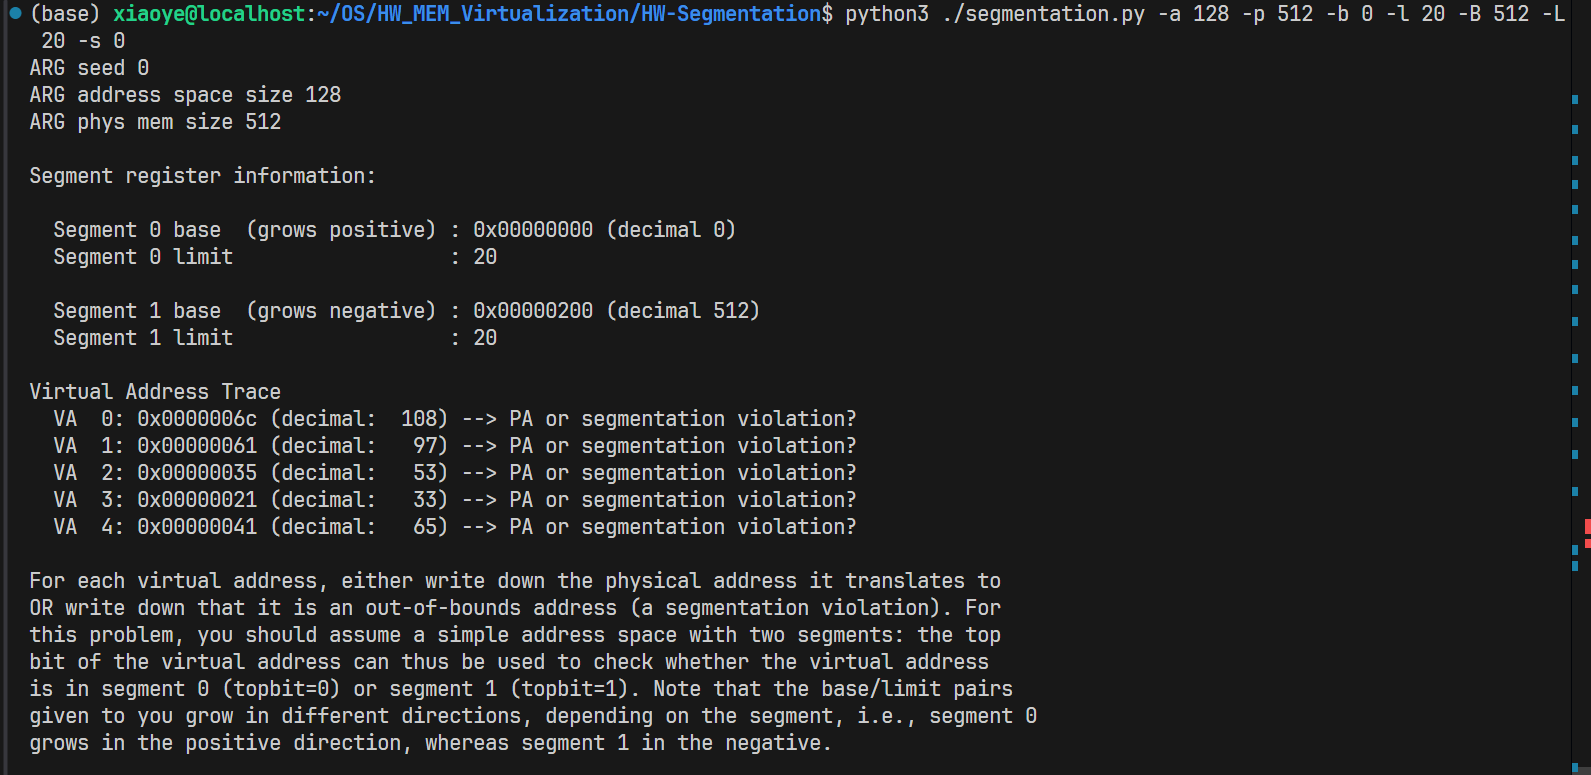 (base) xiaoye@localhost:~/OS/HW_MEM_Virtualization/HW-Segmentation$ python3 ./segmentation.py -a 128 -p 512 -b 0 -l 20 -B 512 -L
 20 -s 0
ARG seed 0
ARG address space size 128
ARG phys mem size 512

Segment register information:

  Segment 0 base  (grows positive) : 0x00000000 (decimal 0)
  Segment 0 limit                  : 20

  Segment 1 base  (grows negative) : 0x00000200 (decimal 512)
  Segment 1 limit                  : 20

Virtual Address Trace
  VA  0: 0x0000006c (decimal:  108) --> PA or segmentation violation?
  VA  1: 0x00000061 (decimal:   97) --> PA or segmentation violation?
  VA  2: 0x00000035 (decimal:   53) --> PA or segmentation violation?
  VA  3: 0x00000021 (decimal:   33) --> PA or segmentation violation?
  VA  4: 0x00000041 (decimal:   65) --> PA or segmentation violation?

For each virtual address, either write down the physical address it translates to
OR write down that it is an out-of-bounds address (a segmentation violation). For
this problem, you should assume a simple address space with two segments: the top
bit of the virtual address can thus be used to check whether the virtual address
is in segment 0 (topbit=0) or segment 1 (topbit=1). Note that the base/limit pairs
given to you grow in different directions, depending on the segment, i.e., segment 0
grows in the positive direction, whereas segment 1 in the negative.